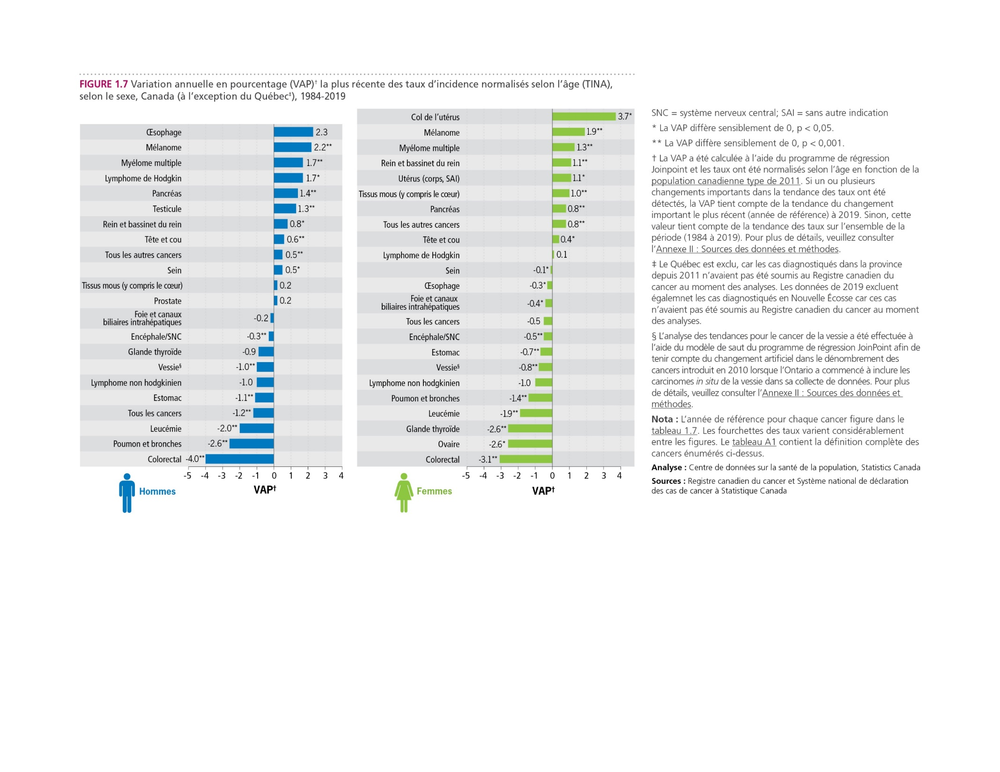 FIGURE 1.7 Variation annuelle en pourcentage (VAP)† la plus récente des taux d’incidence normalisés selon l’âge (TINA),
selon le sexe, Canada (à l’exception du Québec‡), 1984-2019
Œsophage 2.3
Mélanome 2.2**
Myélome multiple 1.7**
Lymphome de Hodgkin 1.7*
Pancréas 1.4**
Testicule 1.3**
Rein et bassinet du rein 0.8*
Tête et cou 0.6**
Tous les autres cancers 0.5**
Sein 0.5*
Tissus mous (y compris le cœur) 0.2
Prostate 0.2
Foie et canaux
biliaires intrahépatiques -0.2
Encéphale/SNC -0.3**
Glande thyroïde -0.9
Vessie§ -1.0**
Lymphome non hodgkinien -1.0
Estomac -1.1**
Tous les cancers -1.2**
Leucémie -2.0**
Poumon et bronches -2.6**
Colorectal -4.0**
-5 -4 -3 -2 -1 0 1 2 3 4
Hommes
VAP†
Col de l’utérus 3.7*
Mélanome 1.9**
Myélome multiple 1.3**
Rein et bassinet du rein 1.1**
Utérus (corps, SAI) 1.1*
Tissus mous (y compris le cœur) 1.0**
Pancréas 0.8**
Tous les autres cancers 0.8**
Tête et cou 0.4*
Lymphome de Hodgkin 0.1
Sein -0.1*
Œsophage -0.3*
Foie et canaux
biliaires intrahépatiques -0.4*
Tous les cancers -0.5
Encéphale/SNC -0.5**
Estomac -0.7**
Vessie§ -0.8**
Lymphome non hodgkinien -1.0
Poumon et bronches -1.4**
Leucémie -1.9**
Glande thyroïde -2.6**
Ovaire -2.6*
Colorectal -3.1**
-5 -4 -3 -2 -1 0 1 2 3 4
Femmes
VAP†
SNC = système nerveux central; SAI = sans autre indication
* La VAP diffère sensiblement de 0, p < 0,05.
** La VAP diffère sensiblement de 0, p < 0,001.
† La VAP a été calculée à l’aide du programme de régression
Joinpoint et les taux ont été normalisés selon l’âge en fonction de la
population canadienne type de 2011. Si un ou plusieurs
changements importants dans la tendance des taux ont été
détectés, la VAP tient compte de la tendance du changement
important le plus récent (année de référence) à 2019. Sinon, cette
valeur tient compte de la tendance des taux sur l’ensemble de la
période (1984 à 2019). Pour plus de détails, veuillez consulter
l’Annexe II : Sources des données et méthodes.
‡ Le Québec est exclu, car les cas diagnostiqués dans la province
depuis 2011 n’avaient pas été soumis au Registre canadien du
cancer au moment des analyses. Les données de 2019 excluent
égalemnet les cas diagnostiqués en Nouvelle Écosse car ces cas
n’avaient pas été soumis au Registre canadien du cancer au moment
des analyses.
§ L’analyse des tendances pour le cancer de la vessie a été effectuée à
l’aide du modèle de saut du programme de régression JoinPoint afin de
tenir compte du changement artificiel dans le dénombrement des
cancers introduit en 2010 lorsque l’Ontario a commencé à inclure les
carcinomes in situ de la vessie dans sa collecte de données. Pour plus
de détails, veuillez consulter l’Annexe II : Sources des données et
méthodes.
Nota : L’année de référence pour chaque cancer figure dans le
tableau 1.7. Les fourchettes des taux varient considérablement
entre les figures. Le tableau A1 contient la définition complète des
cancers énumérés ci-dessus.
Analyse : Centre de données sur la santé de la population, Statistics Canada
Sources : Registre canadien du cancer et Système national de déclaration
des cas de cancer à Statistique Canada